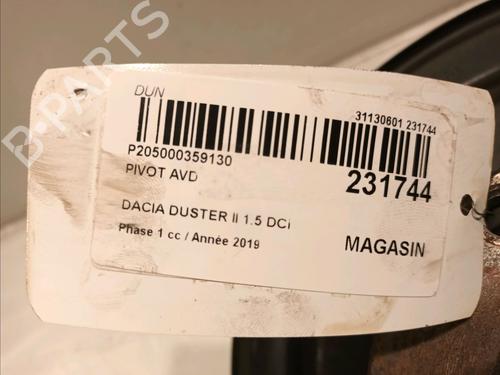 DUN
31130601 231744
P205000359130
PIVOT AVD
231744
DACIA DUSTER II 1.5 DCi
Phase 1 cc / Année 2019
MAGASIN
B-PARTS